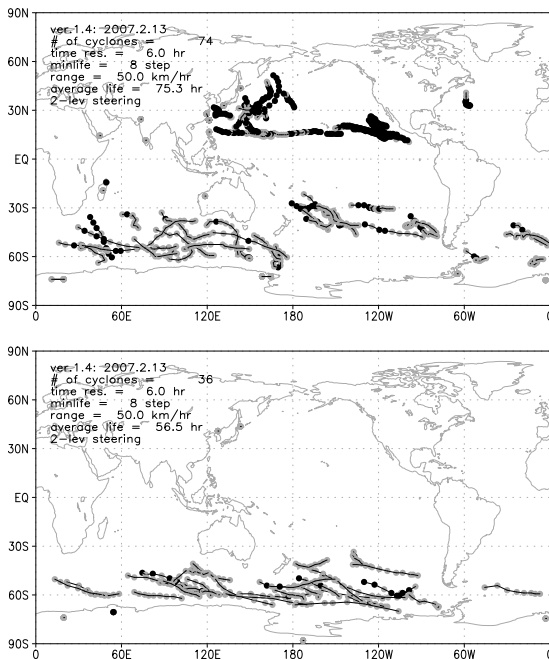 90N
ver.1.4: 2007.2.13
# of cyclones = 74
time res. = 6.0 hr
minlife = 8 step
range = 50.0 km/hr
average life = 75.3 hr
2-lev steering
60N
30N
EQ
30S
60S
90S
0 60E 120E 180 120W 60W 0
90N
ver.1.4: 2007.2.13
# of cyclones = 36
time res. = 6.0 hr
minlife = 8 step
range = 50.0 km/hr
average life = 56.5 hr
2-lev steering
60N
30N
EQ
30S
60S
90S
0 60E 120E 180 120W 60W 0